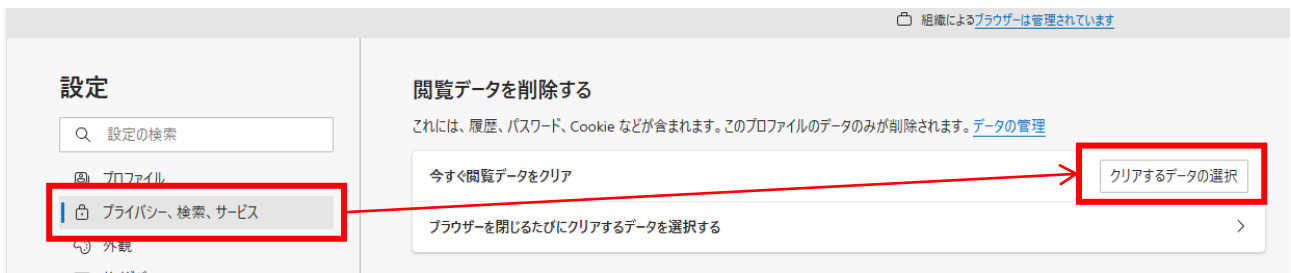 組織によるブラウザーは管理されています
設定
閲覧データを削除する
設定の検索
これには、履歴、パスワード、Cookie などが含まれます。このプロファイルのデータのみが削除されます。データの管理
プロファイル
今すぐ閲覧データをクリア
クリアするデータの選択
プライバシー、検索、サービス
ブラウザーを閉じるたびにクリアするデータを選択する
外観